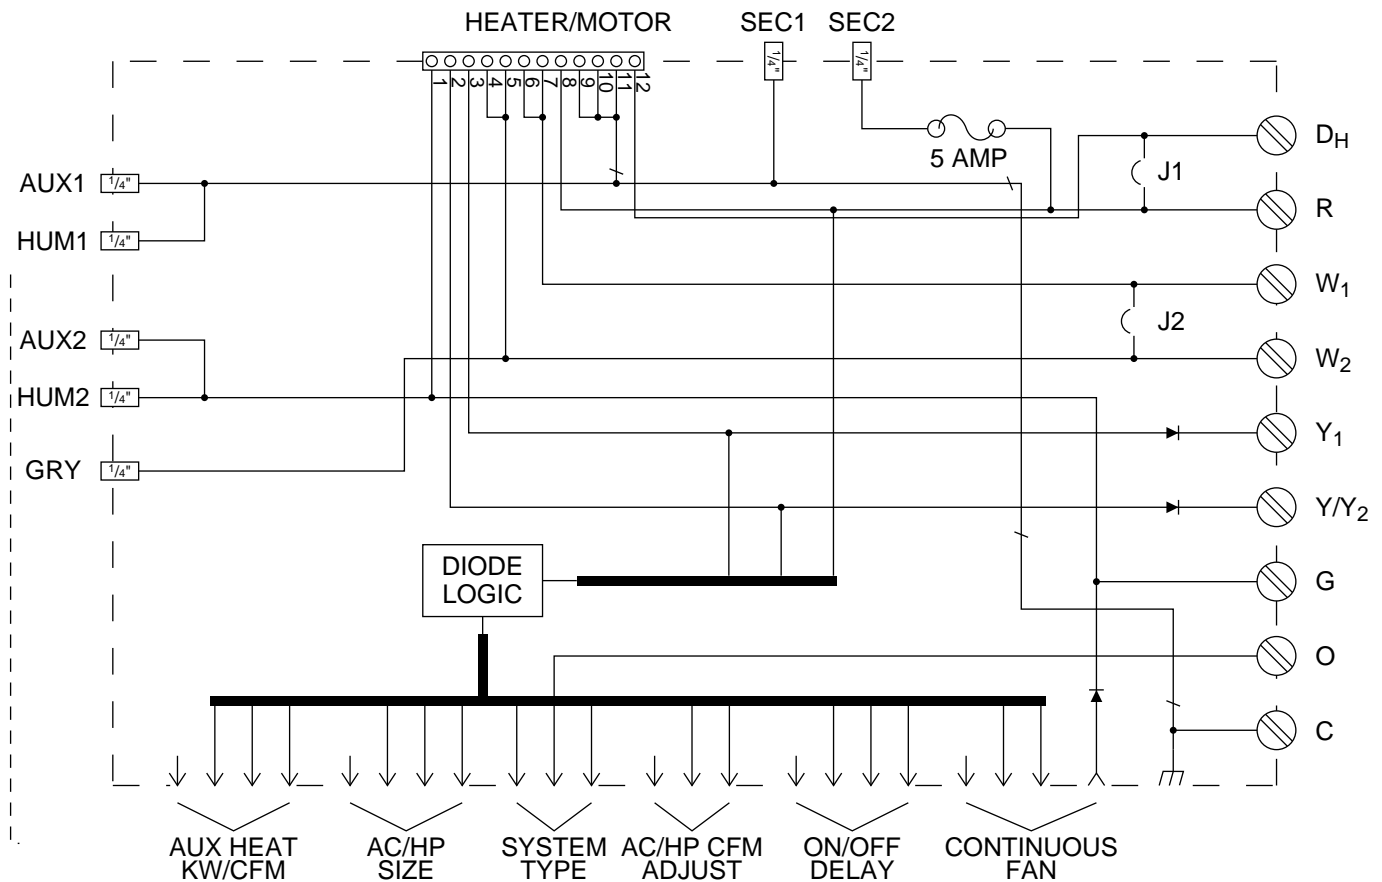 HEATER/MOTOR SEC1 SEC2
1/4" 1/4"
1 2 3 4 5 6 7 8 9 10 11 12
DH
5 AMP
J1
AUX1 1/4"
R
HUM1 1/4"
W1
J2
AUX2 1/4"
W2
HUM2 1/4"
Y1
GRY 1/4"
Y/Y2
DIODE
LOGIC
G
O
C
AUX HEAT
KW/CFM
AC/HP
SIZE
SYSTEM
TYPE
AC/HP CFM
ADJUST
ON/OFF
DELAY
CONTINUOUS
FAN